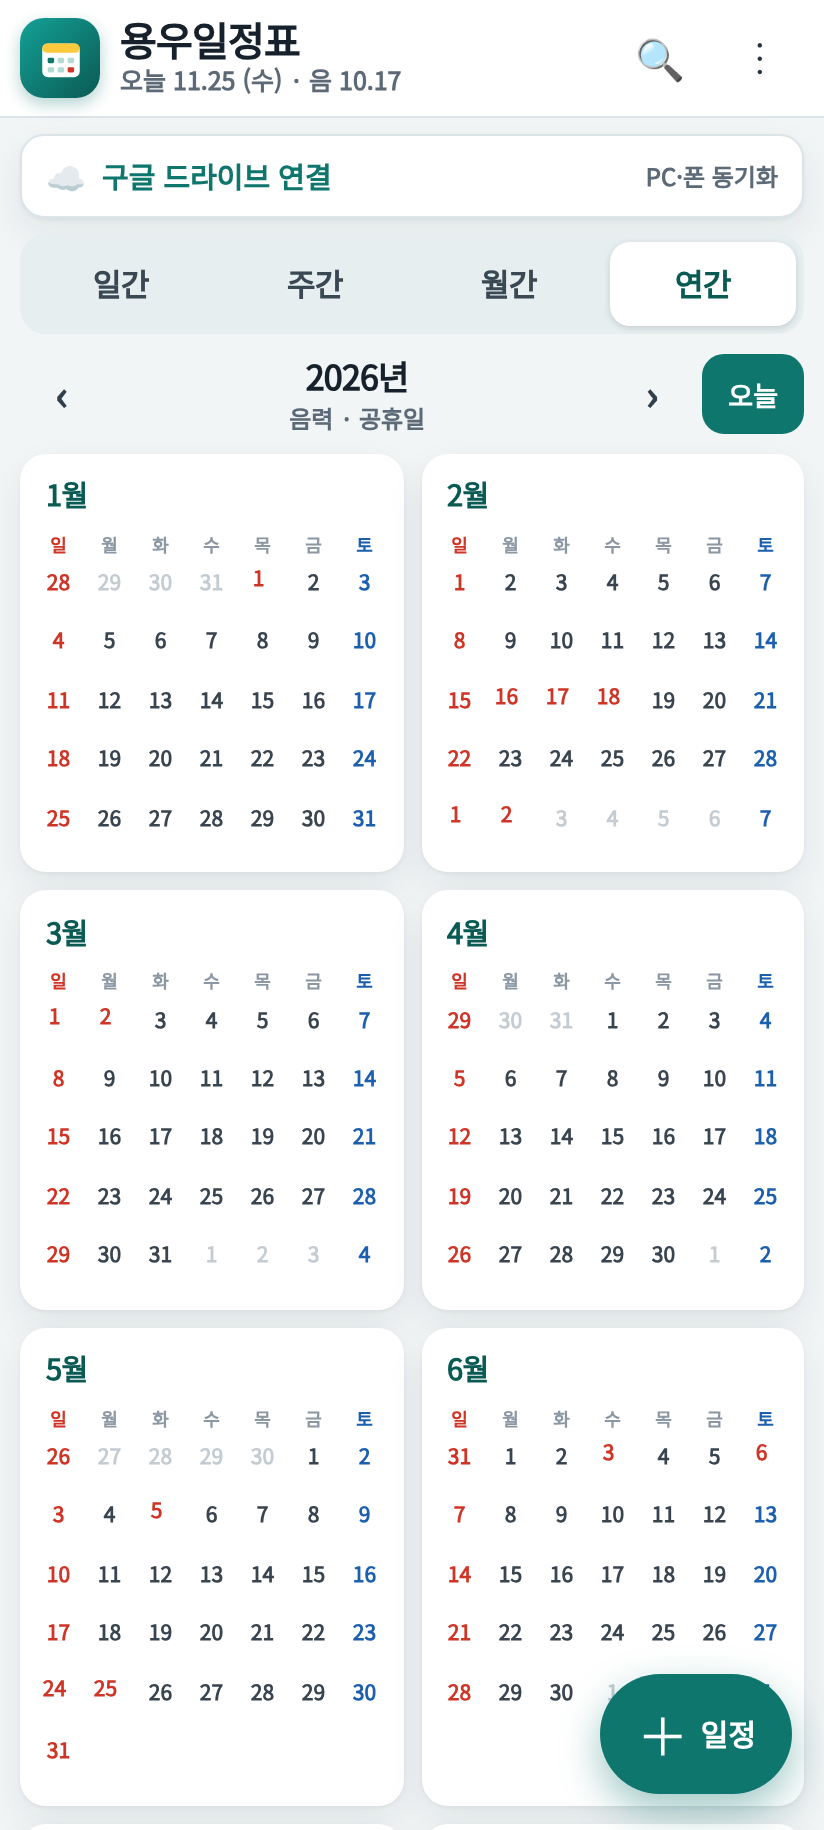 용우일정표
오늘 11.25 (수) · 음 10.17
구글 드라이브 연결 PC·폰 동기화
일간 주간 월간 연간
‹ 2026년 › 오늘
음력 · 공휴일
1월
일 월 화 수 목 금 토
28 29 30 31 1 2 3
4 5 6 7 8 9 10
11 12 13 14 15 16 17
18 19 20 21 22 23 24
25 26 27 28 29 30 31
2월
일 월 화 수 목 금 토
1 2 3 4 5 6 7
8 9 10 11 12 13 14
15 16 17 18 19 20 21
22 23 24 25 26 27 28
1 2 3 4 5 6 7
3월
일 월 화 수 목 금 토
1 2 3 4 5 6 7
8 9 10 11 12 13 14
15 16 17 18 19 20 21
22 23 24 25 26 27 28
29 30 31 1 2 3 4
4월
일 월 화 수 목 금 토
29 30 31 1 2 3 4
5 6 7 8 9 10 11
12 13 14 15 16 17 18
19 20 21 22 23 24 25
26 27 28 29 30 1 2
5월
일 월 화 수 목 금 토
26 27 28 29 30 1 2
3 4 5 6 7 8 9
10 11 12 13 14 15 16
17 18 19 20 21 22 23
24 25 26 27 28 29 30
31
6월
일 월 화 수 목 금 토
31 1 2 3 4 5 6
7 8 9 10 11 12 13
14 15 16 17 18 19 20
21 22 23 24 25 26 27
28 29 30
+ 일정